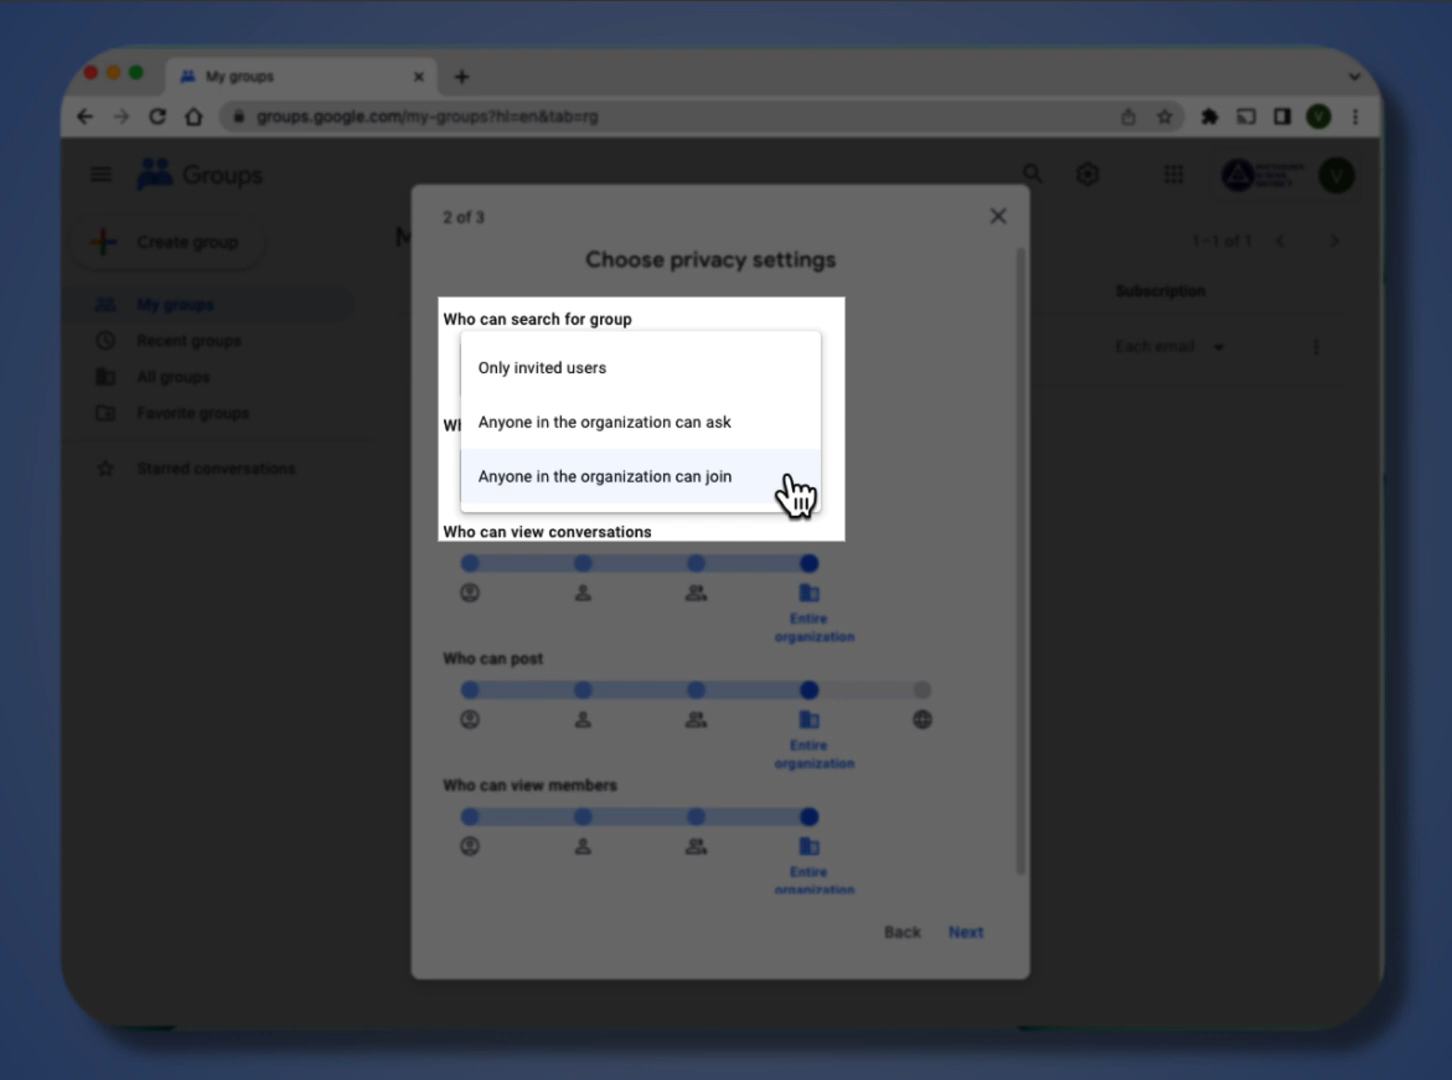 My groups
groups.google.com/my-groups?hl=en&tab=rg
Groups
V
2 of 3
Create group
M
1–1 of 1
Choose privacy settings
My groups
Subscription
Who can search for group
Recent groups
Each email
Only invited users
All groups
Favorite groups
Anyone in the organization can ask
Wh
Starred conversations
Anyone in the organization can join
Who can view conversations
Entire
organization
Who can post
Entire
organization
Who can view members
Entire
organization
Back
Next